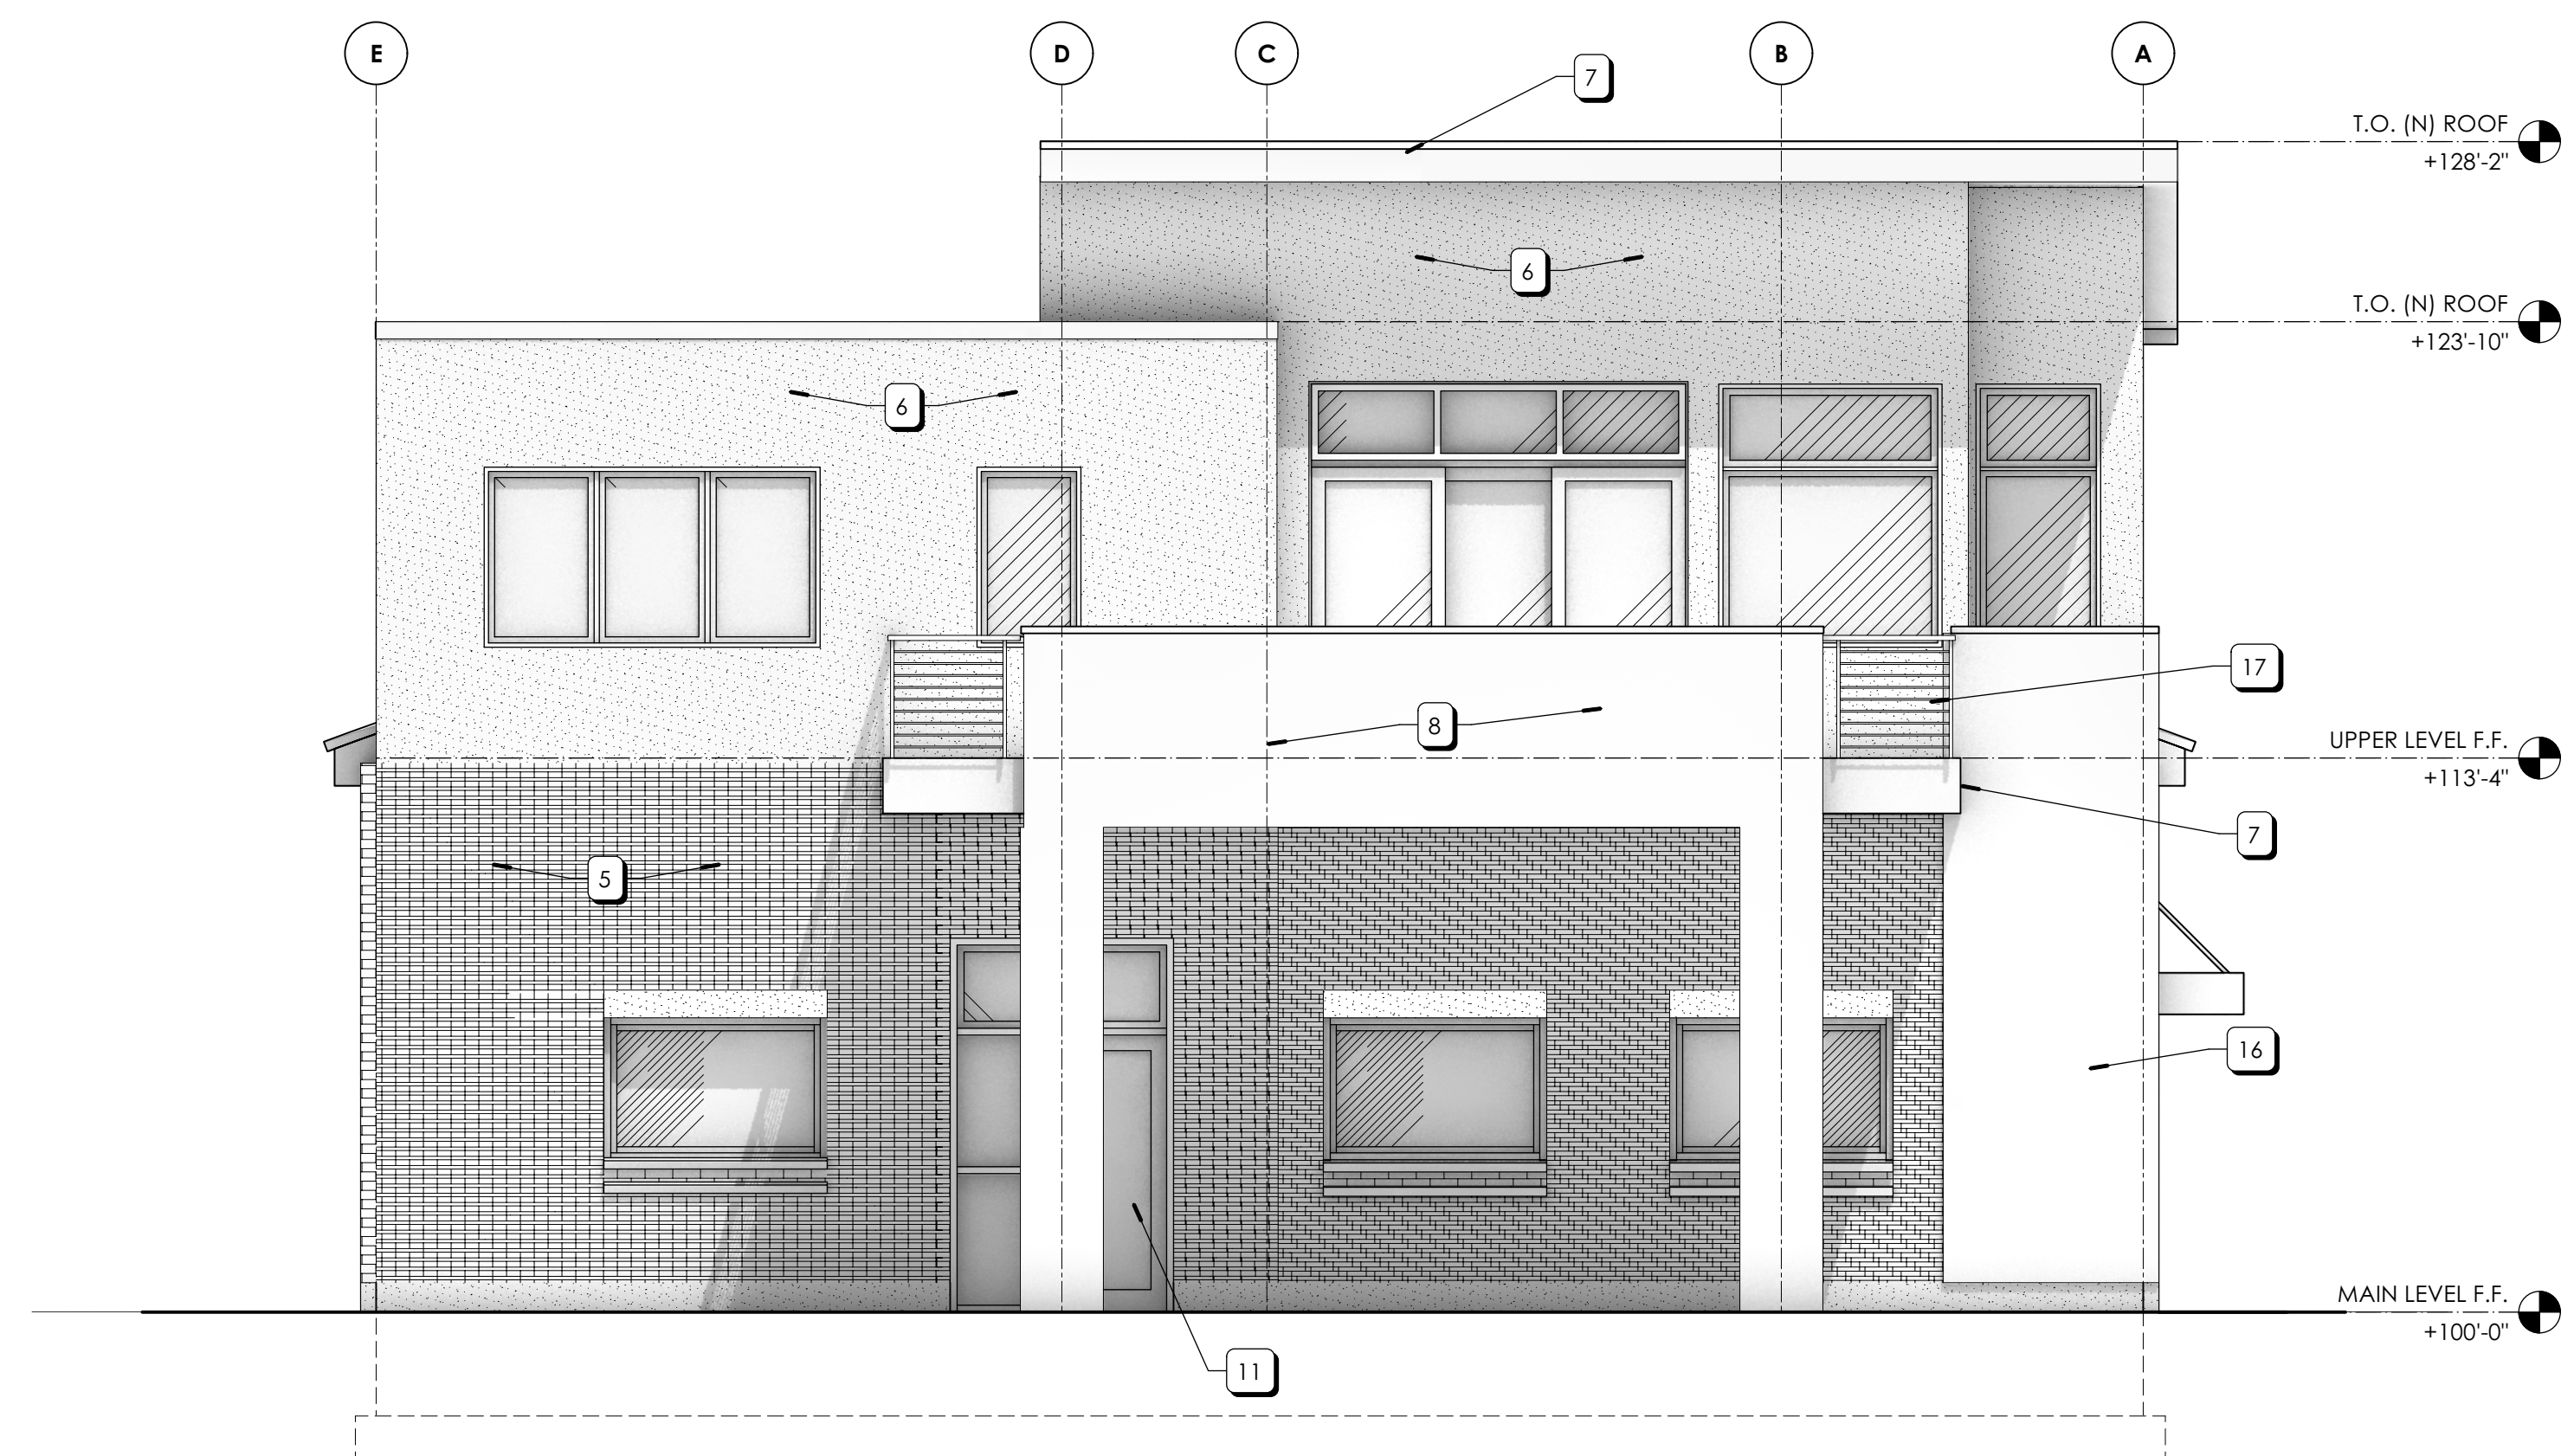 E
D
C
B
A
7
T.O. (N) ROOF
+128'-2"
6
T.O. (N) ROOF
+123'-10"
6
17
8
UPPER LEVEL F.F.
+113'-4"
7
5
16
MAIN LEVEL F.F.
+100'-0"
11